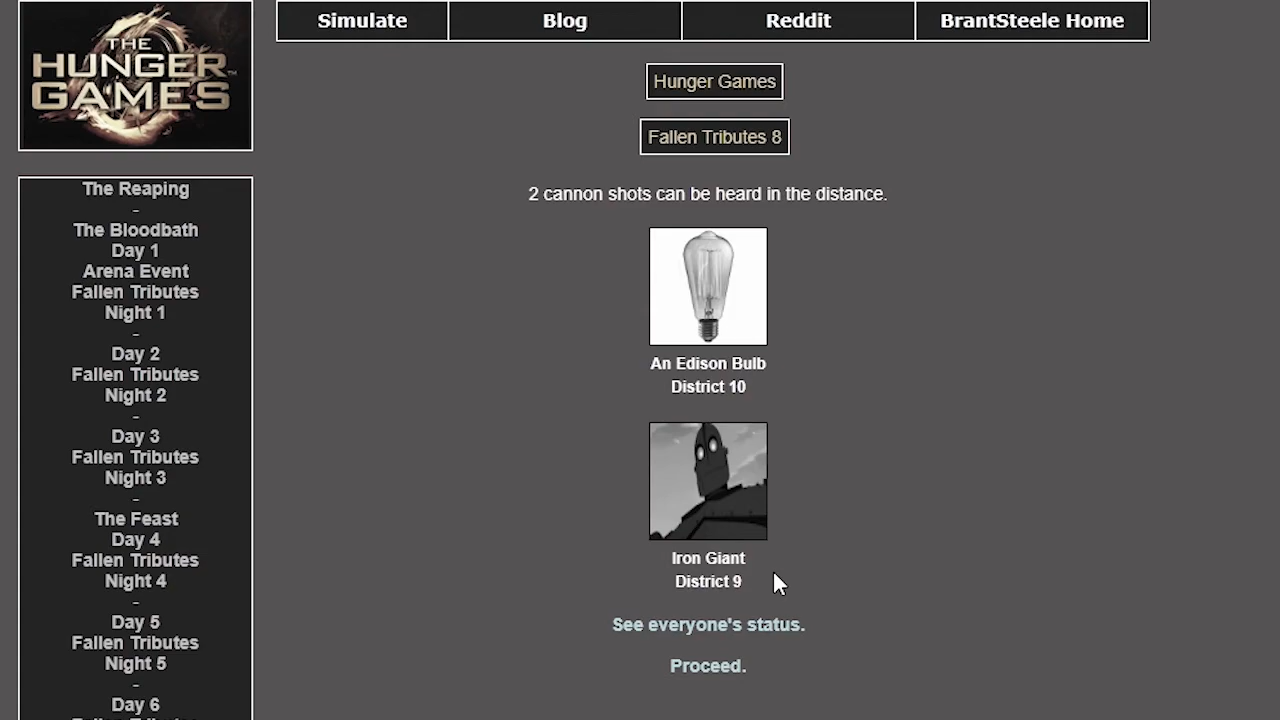 THE
HUNGER
GAMES
Simulate
Blog
Reddit
BrantSteele Home
Hunger Games
Fallen Tributes 8
2 cannon shots can be heard in the distance.
An Edison Bulb
District 10
Iron Giant
District 9
See everyone's status.
Proceed.
The Reaping
-
The Bloodbath
Day 1
Arena Event
Fallen Tributes
Night 1
-
Day 2
Fallen Tributes
Night 2
-
Day 3
Fallen Tributes
Night 3
-
The Feast
Day 4
Fallen Tributes
Night 4
-
Day 5
Fallen Tributes
Night 5
-
Day 6